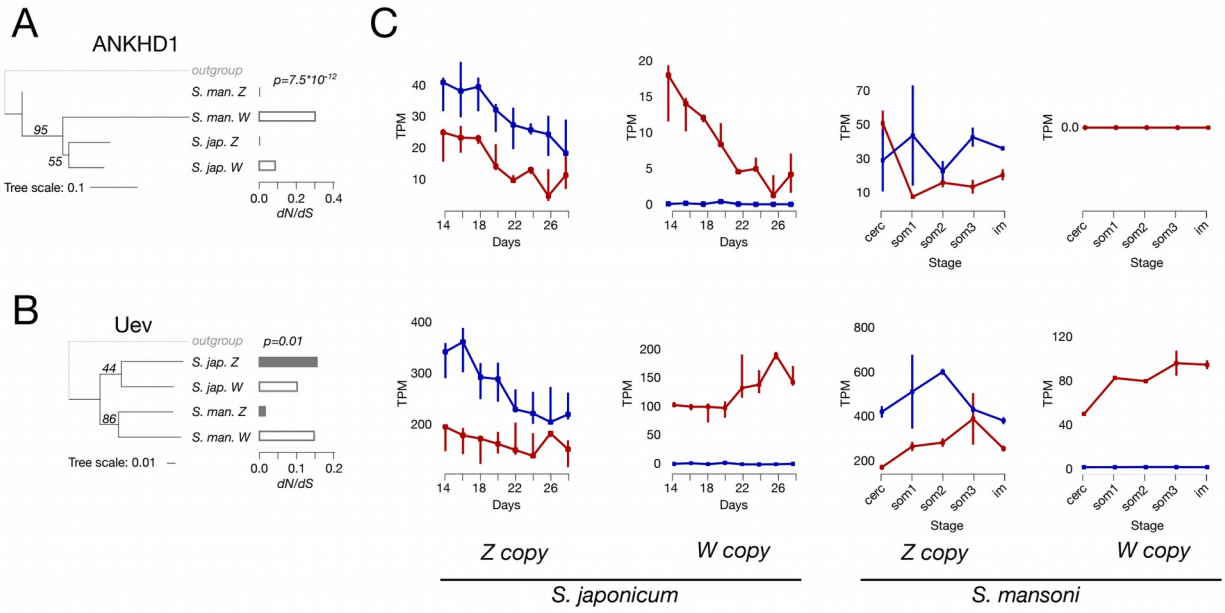 A
ANKHD1
outgroup
p=7.5*10-12
S. man. Z
S. man. W
S. jap. Z
S. jap. W
95
55
Tree scale: 0.1
0.0 0.2 0.4
dN/dS
B
Uev
outgroup
p=0.01
S. jap. Z
S. jap. W
S. man. Z
S. man. W
44
86
Tree scale: 0.01
0.0 0.1 0.2
dN/dS
C
TPM
40
30
20
10
14 18 22 26
Days
TPM
20
15
10
5
0
14 18 22 26
Days
TPM
70
50
30
10
cerc som1 som2 som3 im
Stage
TPM
0.0
cerc som1 som2 som3 im
Stage
TPM
400
300
200
14 18 22 26
Days
TPM
200
150
100
50
0
14 18 22 26
Days
TPM
800
600
400
200
cerc som1 som2 som3 im
Stage
TPM
120
80
40
0
cerc som1 som2 som3 im
Stage
Z copy W copy Z copy W copy
S. japonicum S. mansoni